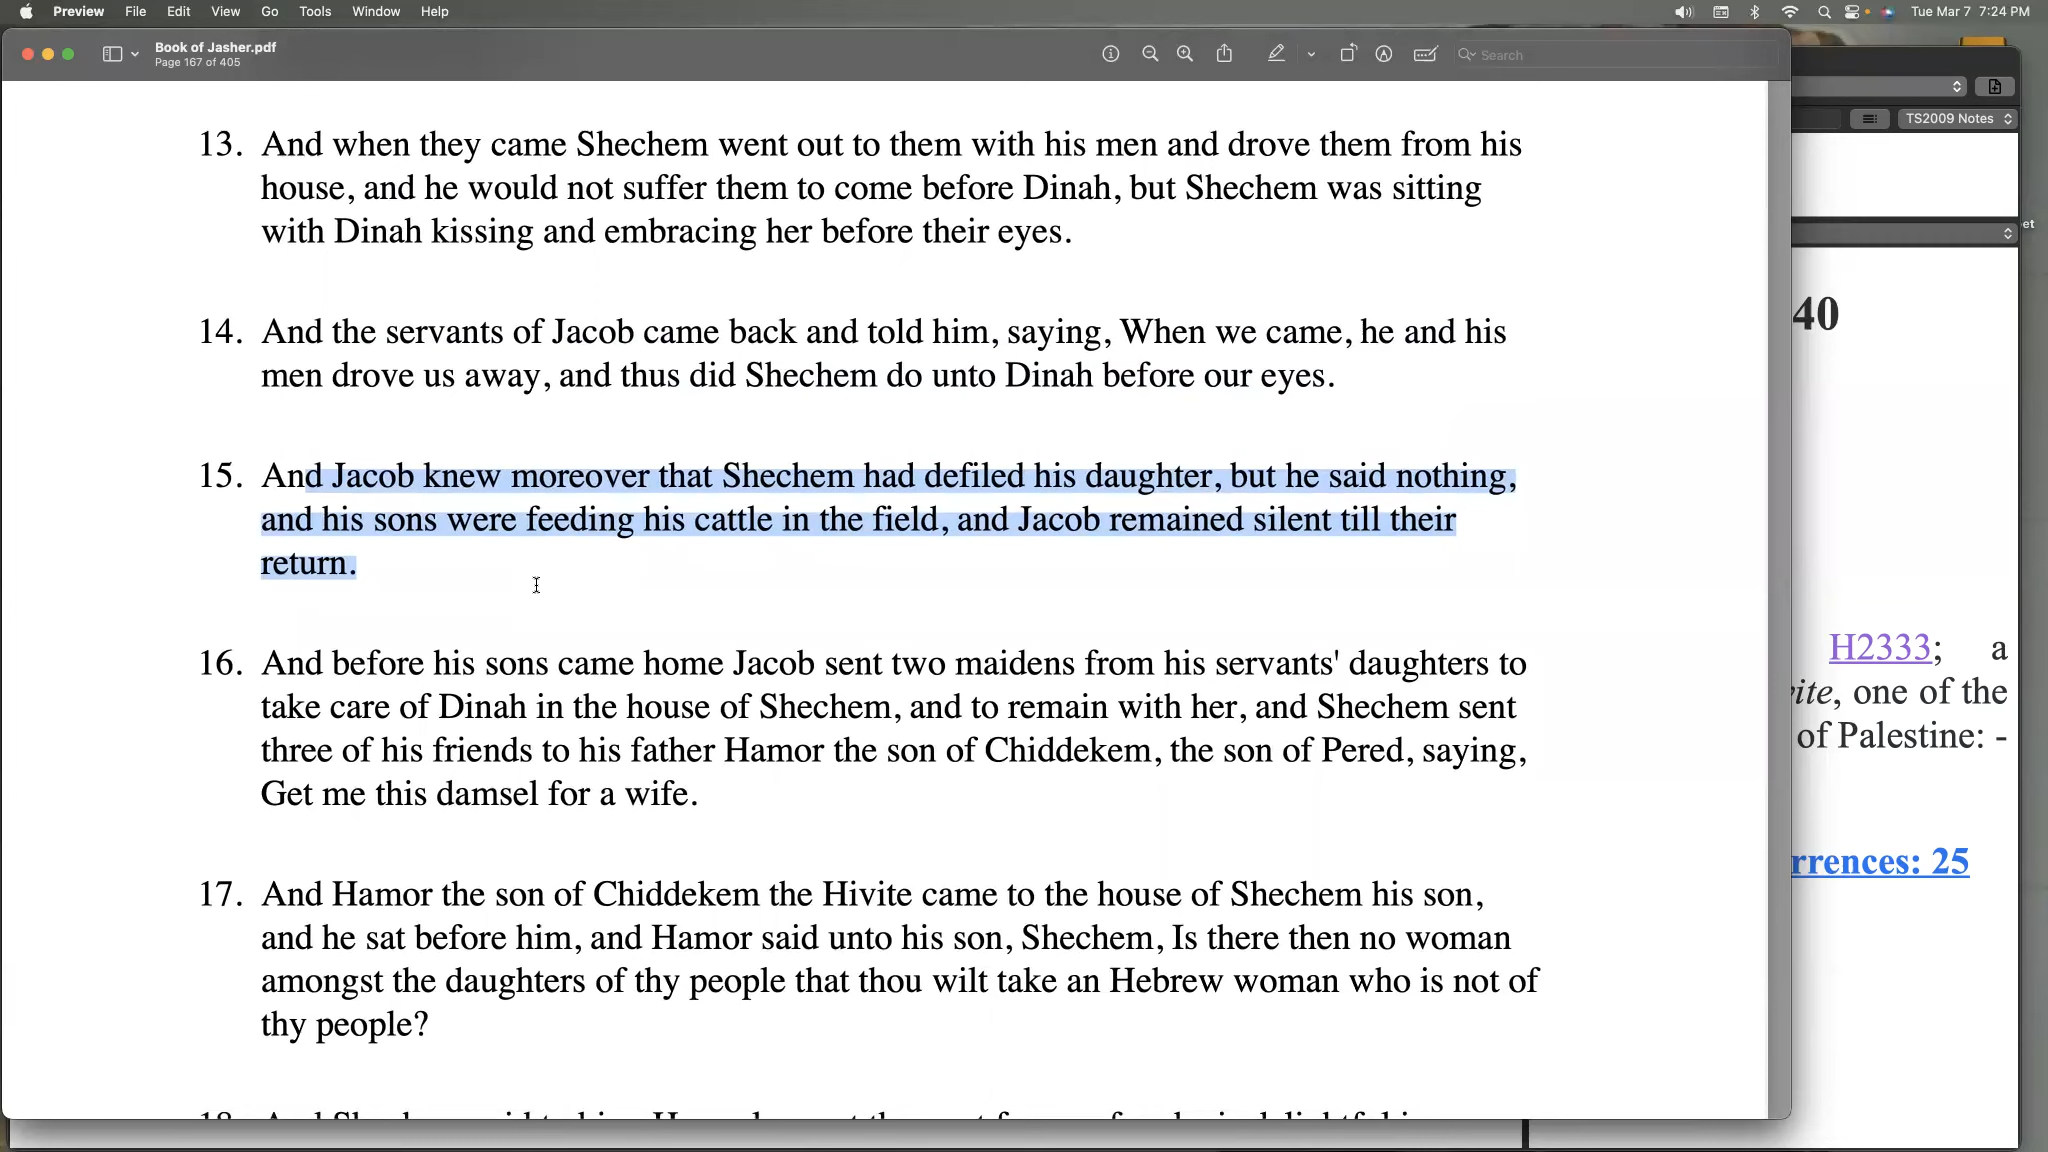 Preview File Edit View Go Tools Window Help Tue Mar 7 7:24 PM
Book of Jasher.pdf
Page 167 of 405
Search
TS2009 Notes
et
13. And when they came Shechem went out to them with his men and drove them from his
house, and he would not suffer them to come before Dinah, but Shechem was sitting
with Dinah kissing and embracing her before their eyes.
40
14. And the servants of Jacob came back and told him, saying, When we came, he and his
men drove us away, and thus did Shechem do unto Dinah before our eyes.
15. And Jacob knew moreover that Shechem had defiled his daughter, but he said nothing,
and his sons were feeding his cattle in the field, and Jacob remained silent till their
return.
16. And before his sons came home Jacob sent two maidens from his servants' daughters to
take care of Dinah in the house of Shechem, and to remain with her, and Shechem sent
three of his friends to his father Hamor the son of Chiddekem, the son of Pered, saying,
Get me this damsel for a wife.
H2333; a
ite, one of the
of Palestine: -
rrences: 25
17. And Hamor the son of Chiddekem the Hivite came to the house of Shechem his son,
and he sat before him, and Hamor said unto his son, Shechem, Is there then no woman
amongst the daughters of thy people that thou wilt take an Hebrew woman who is not of
thy people?